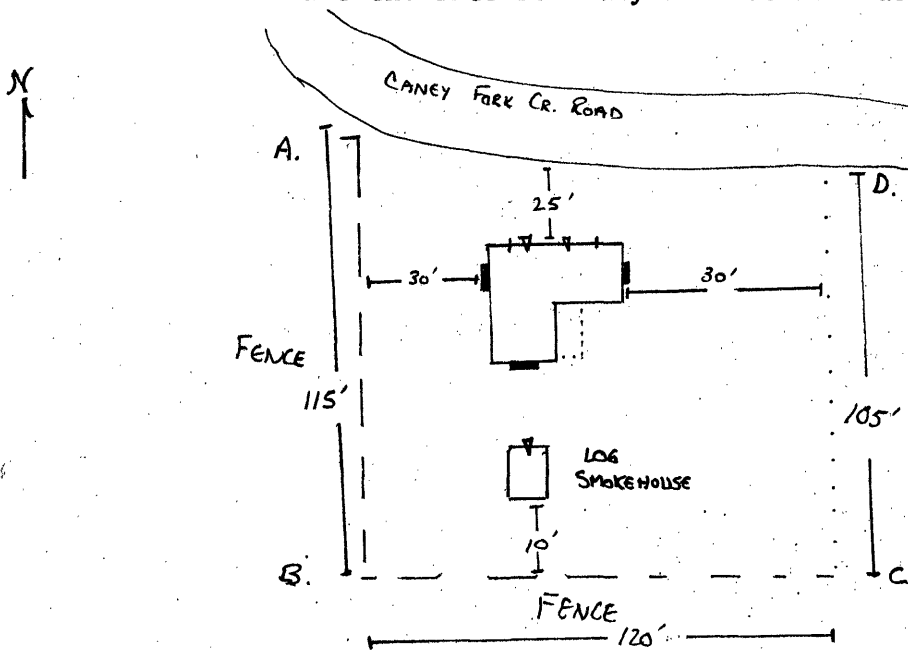 N
CANEY FORK CR. ROAD
A.
D.
25'
30'
30'
FENCE
115'
105'
LOG
SMOKEHOUSE
10'
B.
C
FENCE
120'